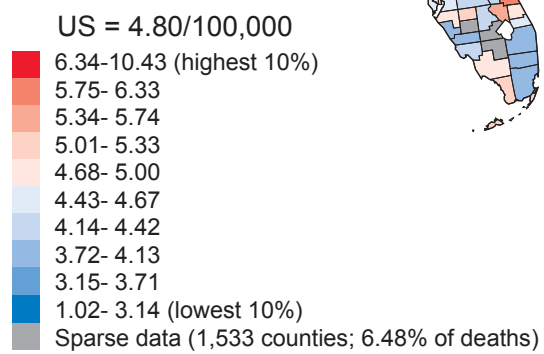 US = 4.80/100,000
6.34-10.43 (highest 10%)
5.75- 6.33
5.34- 5.74
5.01- 5.33
4.68- 5.00
4.43- 4.67
4.14- 4.42
3.72- 4.13
3.15- 3.71
1.02- 3.14 (lowest 10%)
Sparse data (1,533 counties; 6.48% of deaths)